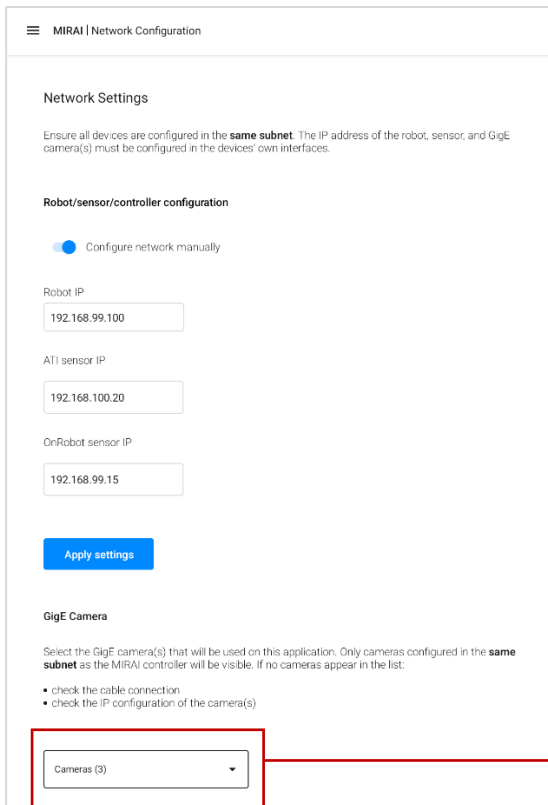 MIRAI | Network Configuration
Network Settings
Ensure all devices are configured in the same subnet. The IP address of the robot, sensor, and GigE
camera(s) must be configured in the devices' own interfaces.
Robot/sensor/controller configuration
Configure network manually
Robot IP
192.168.99.100
ATI sensor IP
192.168.100.20
OnRobot sensor IP
192.168.99.15
Apply settings
GigE Camera
Select the GigE camera(s) that will be used on this application. Only cameras configured in the same
subnet as the MIRAI controller will be visible. If no cameras appear in the list:
• check the cable connection
• check the IP configuration of the camera(s)
Cameras (3)